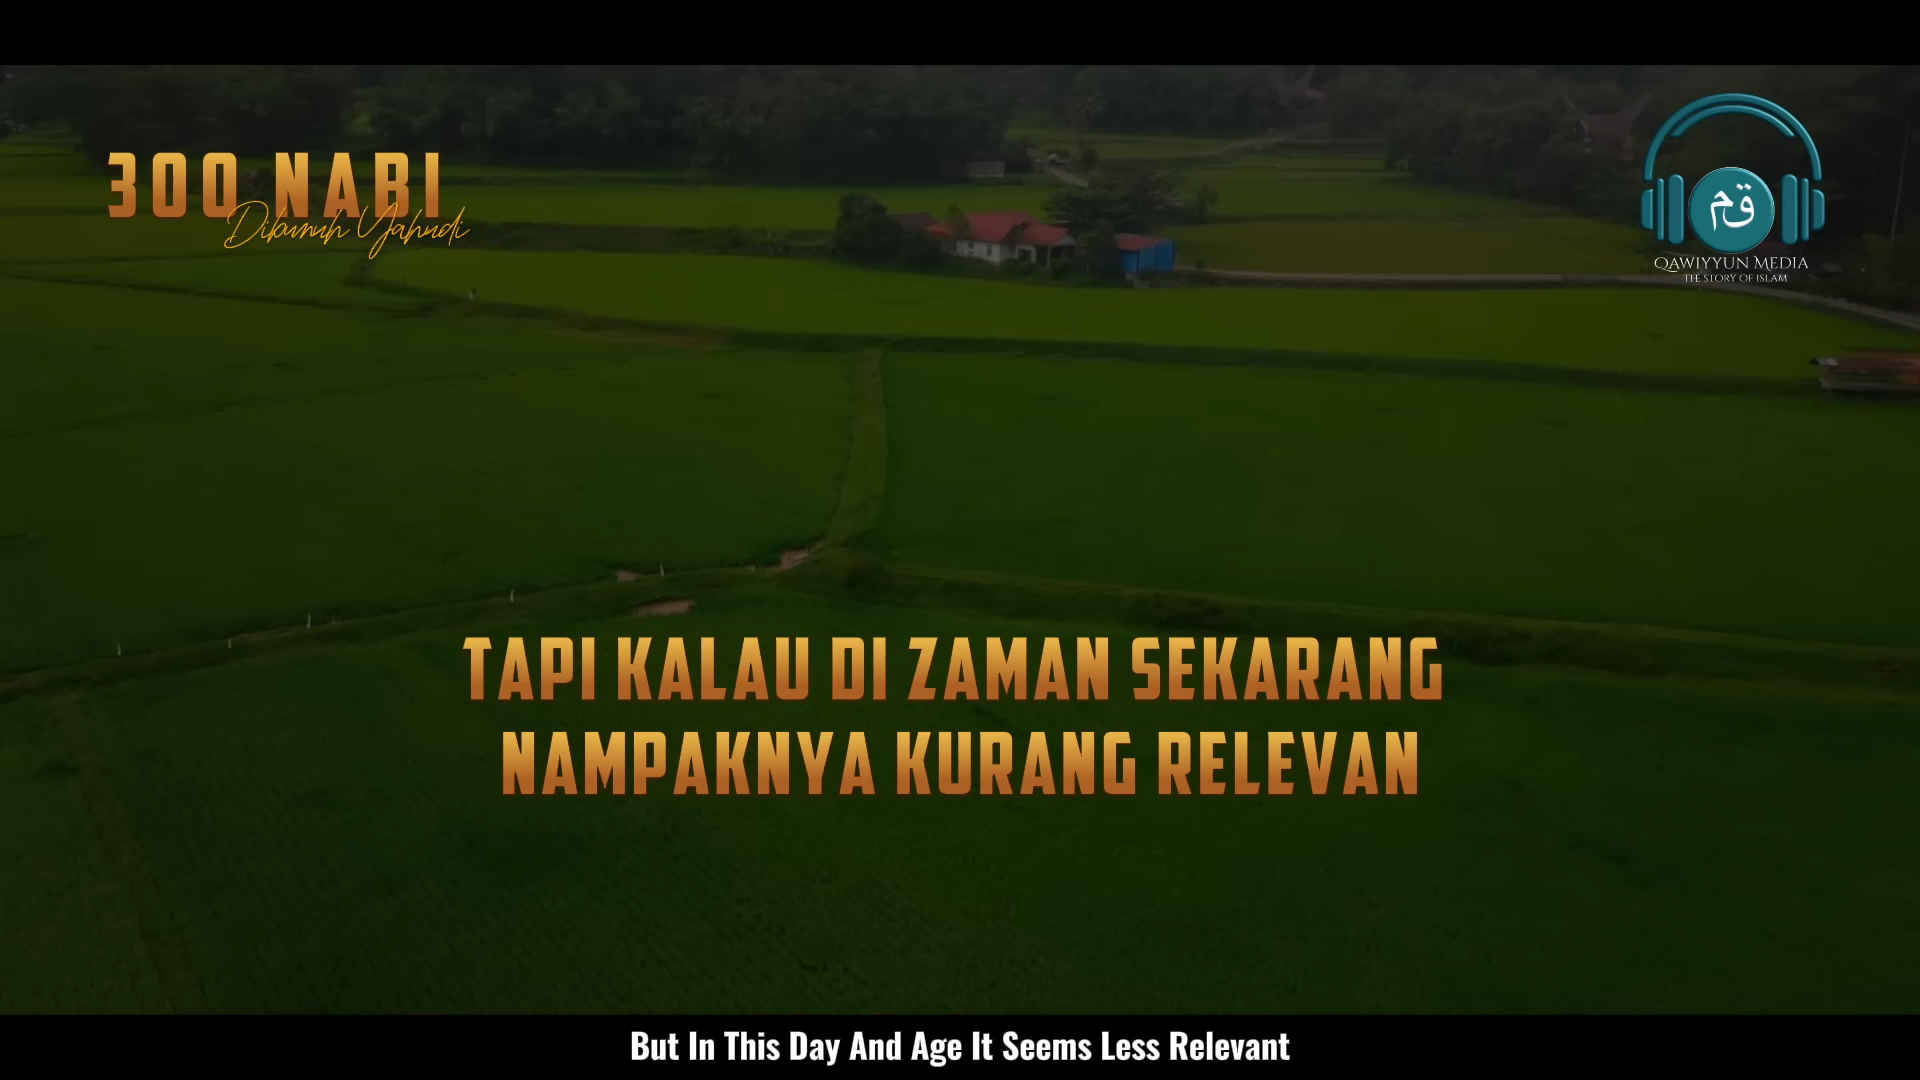 300 NABI
Dibunuh Yahudi
قم
QAWIYYUN MEDIA
THE STORY OF ISLAM
TAPI KALAU DI ZAMAN SEKARANG
NAMPAKNYA KURANG RELEVAN
But In This Day And Age It Seems Less Relevant